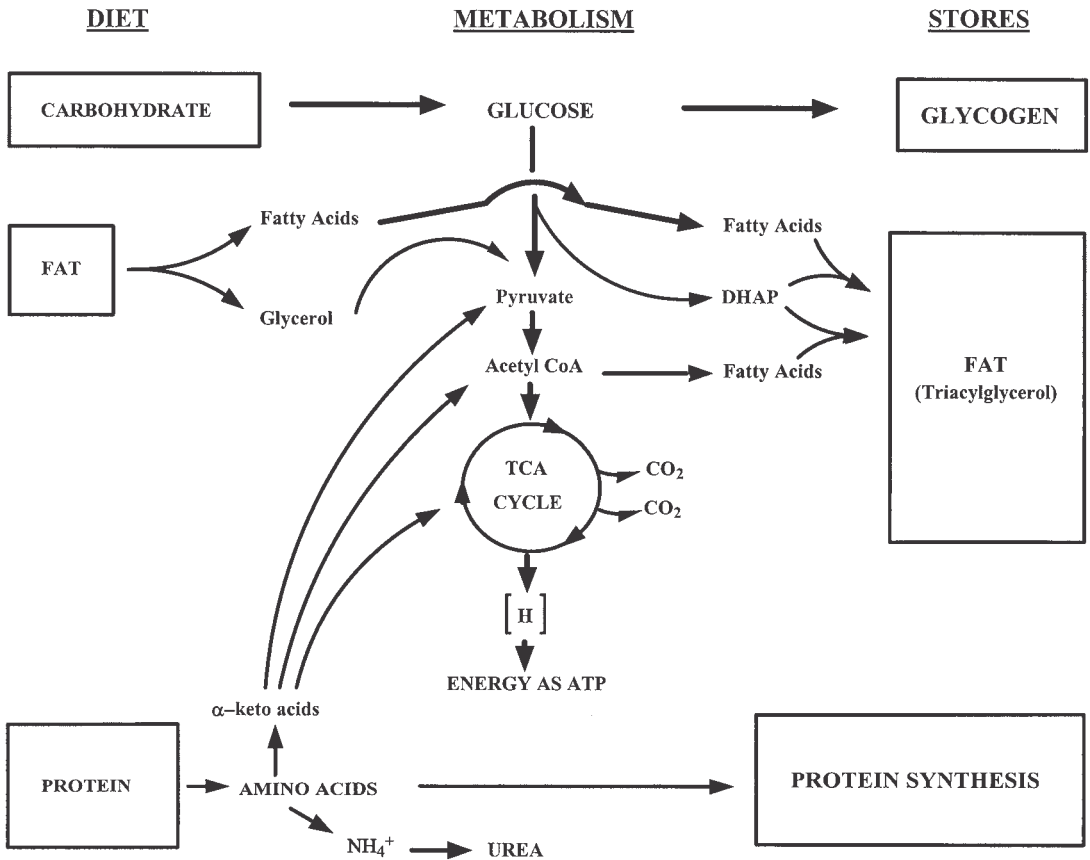 DIET
METABOLISM
STORES
CARBOHYDRATE
GLUCOSE
GLYCOGEN
Fatty Acids
Fatty Acids
FAT
Glycerol
Pyruvate
DHAP
Acetyl CoA
Fatty Acids
FAT
(Triacylglycerol)
TCA
CYCLE
CO₂
CO₂
[H]
ENERGY AS ATP
α–keto acids
PROTEIN
AMINO ACIDS
PROTEIN SYNTHESIS
NH₄⁺
UREA